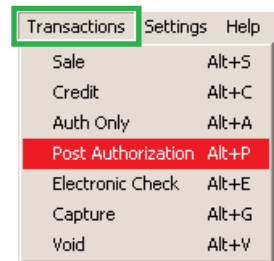 Transactions Settings Help
Sale Alt+S
Credit Alt+C
Auth Only Alt+A
Post Authorization Alt+P
Electronic Check Alt+E
Capture Alt+G
Void Alt+V